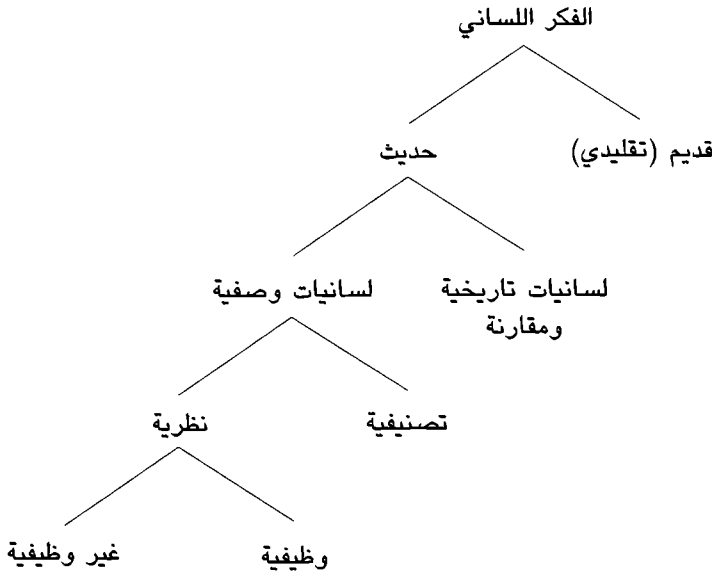 الفكر اللساني
قديم (تقليدي)
حديث
لسانيات تاريخية
ومقارنة
لسانيات وصفية
تصنيفية
نظرية
وظيفية
غير وظيفية